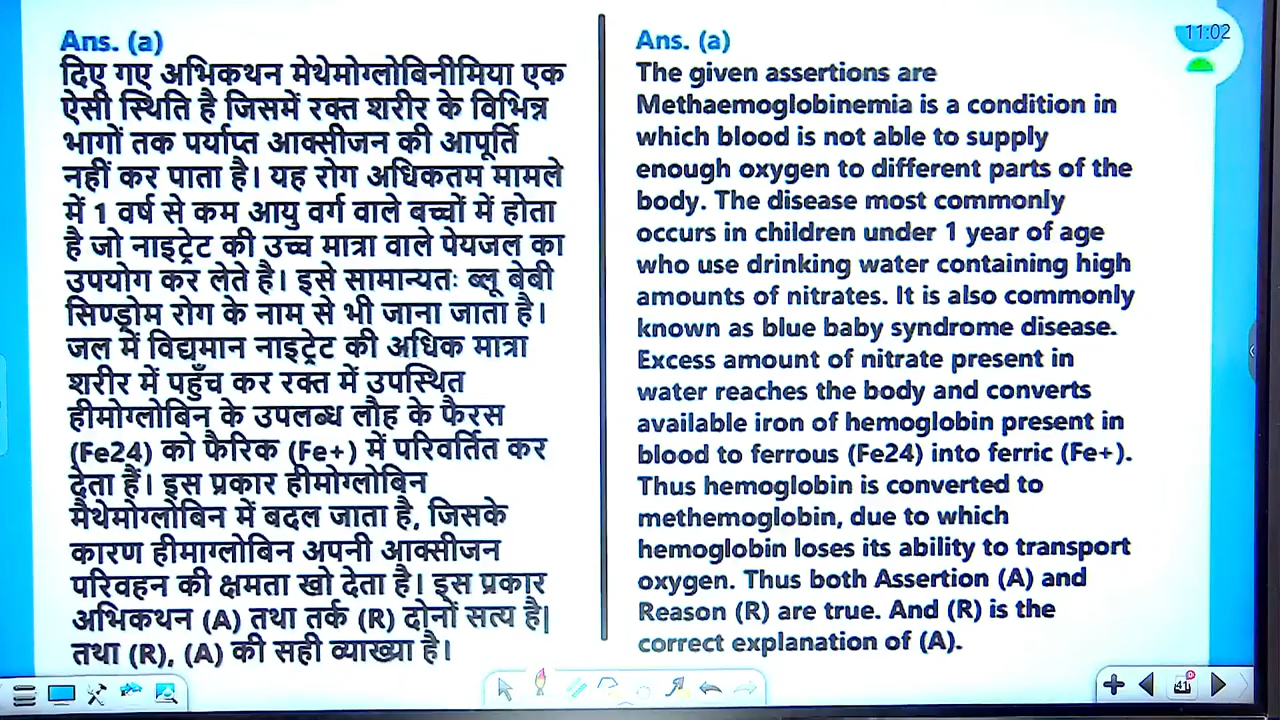 Ans. (a)
दिए गए अभिकथन मेथेमोग्लोबिनीमिया एक
ऐसी स्थिति है जिसमें रक्त शरीर के विभिन्न
भागों तक पर्याप्त आक्सीजन की आपूर्ति
नहीं कर पाता है। यह रोग अधिकतम मामले
में 1 वर्ष से कम आयु वर्ग वाले बच्चों में होता
है जो नाइट्रेट की उच्च मात्रा वाले पेयजल का
उपयोग कर लेते है। इसे सामान्यतः ब्लू बेबी
सिण्ड्रोम रोग के नाम से भी जाना जाता है।
जल में विद्यमान नाइट्रेट की अधिक मात्रा
शरीर में पहुँच कर रक्त में उपस्थित
हीमोग्लोबिन के उपलब्ध लौह के फैरस
(Fe24) को फैरिक (Fe+) में परिवर्तित कर
देता हैं। इस प्रकार हीमोग्लोबिन
मैथेमोग्लोबिन में बदल जाता है, जिसके
कारण हीमाग्लोबिन अपनी आक्सीजन
परिवहन की क्षमता खो देता है। इस प्रकार
अभिकथन (A) तथा तर्क (R) दोनों सत्य है|
तथा (R), (A) की सही व्याख्या है।
Ans. (a)
The given assertions are
Methaemoglobinemia is a condition in
which blood is not able to supply
enough oxygen to different parts of the
body. The disease most commonly
occurs in children under 1 year of age
who use drinking water containing high
amounts of nitrates. It is also commonly
known as blue baby syndrome disease.
Excess amount of nitrate present in
water reaches the body and converts
available iron of hemoglobin present in
blood to ferrous (Fe24) into ferric (Fe+).
Thus hemoglobin is converted to
methemoglobin, due to which
hemoglobin loses its ability to transport
oxygen. Thus both Assertion (A) and
Reason (R) are true. And (R) is the
correct explanation of (A).
11:02
41